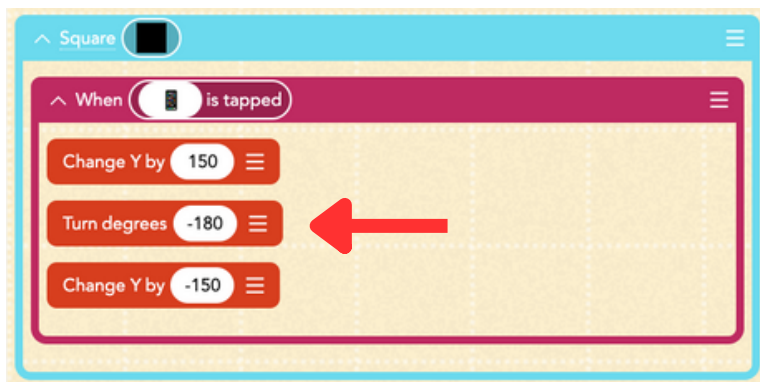 Square
When is tapped
Change Y by 150
Turn degrees -180
Change Y by -150